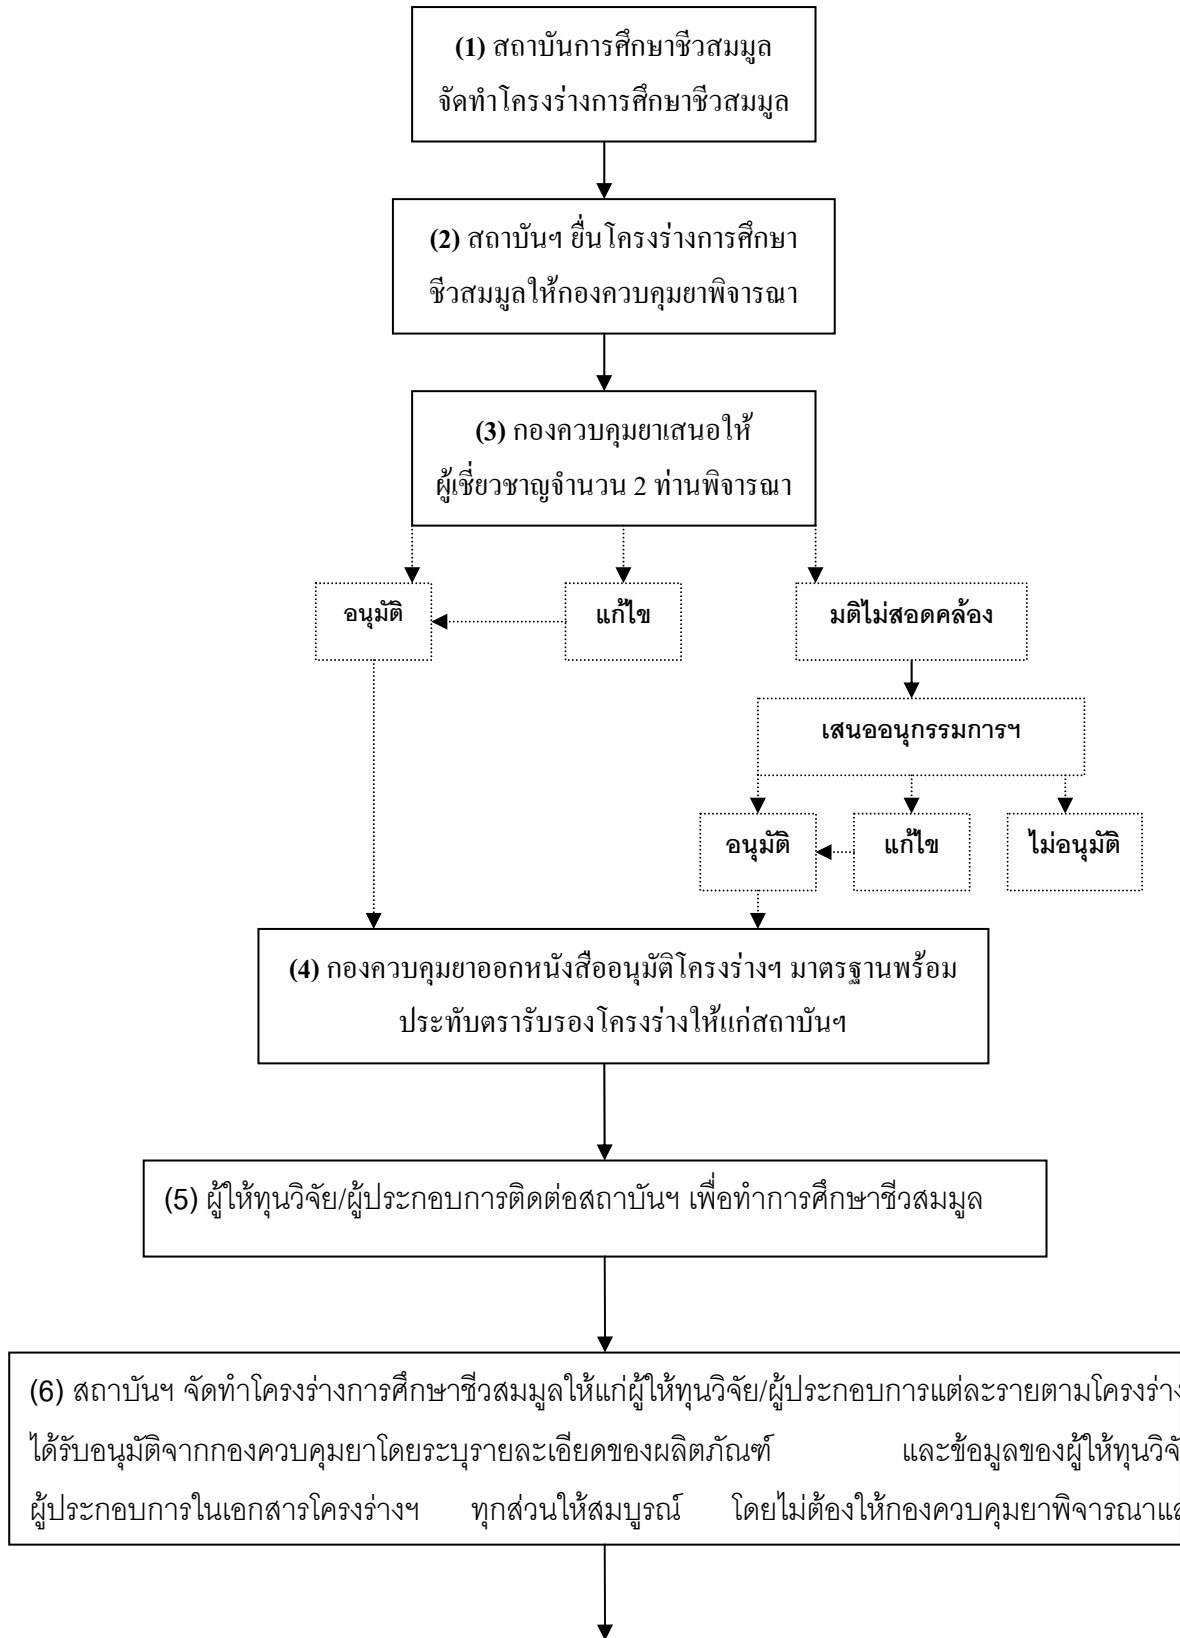 (1) สถาบันการศึกษาชีวสมมูล
จัดทำโครงร่างการศึกษาชีวสมมูล
(2) สถาบันฯ ยื่นโครงร่างการศึกษา
ชีวสมมูลให้กองควบคุมยาพิจารณา
(3) กองควบคุมยาเสนอให้
ผู้เชี่ยวชาญจำนวน 2 ท่านพิจารณา
อนุมัติ
แก้ไข
มติไม่สอดคล้อง
เสนออนุกรรมการฯ
อนุมัติ
แก้ไข
ไม่อนุมัติ
(4) กองควบคุมยาออกหนังสืออนุมัติโครงร่างฯ มาตรฐานพร้อม
ประทับตรารับรองโครงร่างให้แก่สถาบันฯ
(5) ผู้ให้ทุนวิจัย/ผู้ประกอบการติดต่อสถาบันฯ เพื่อทำการศึกษาชีวสมมูล
(6) สถาบันฯ จัดทำโครงร่างการศึกษาชีวสมมูลให้แก่ผู้ให้ทุนวิจัย/ผู้ประกอบการแต่ละรายตามโครงร่าง
ได้รับอนุมัติจากกองควบคุมยาโดยระบุรายละเอียดของผลิตภัณฑ์ และข้อมูลของผู้ให้ทุน
ผู้ประกอบการในเอกสารโครงร่างฯ ทุกส่วนให้สมบูรณ์ โดยไม่ต้องให้กองควบคุมยาพิจารณา